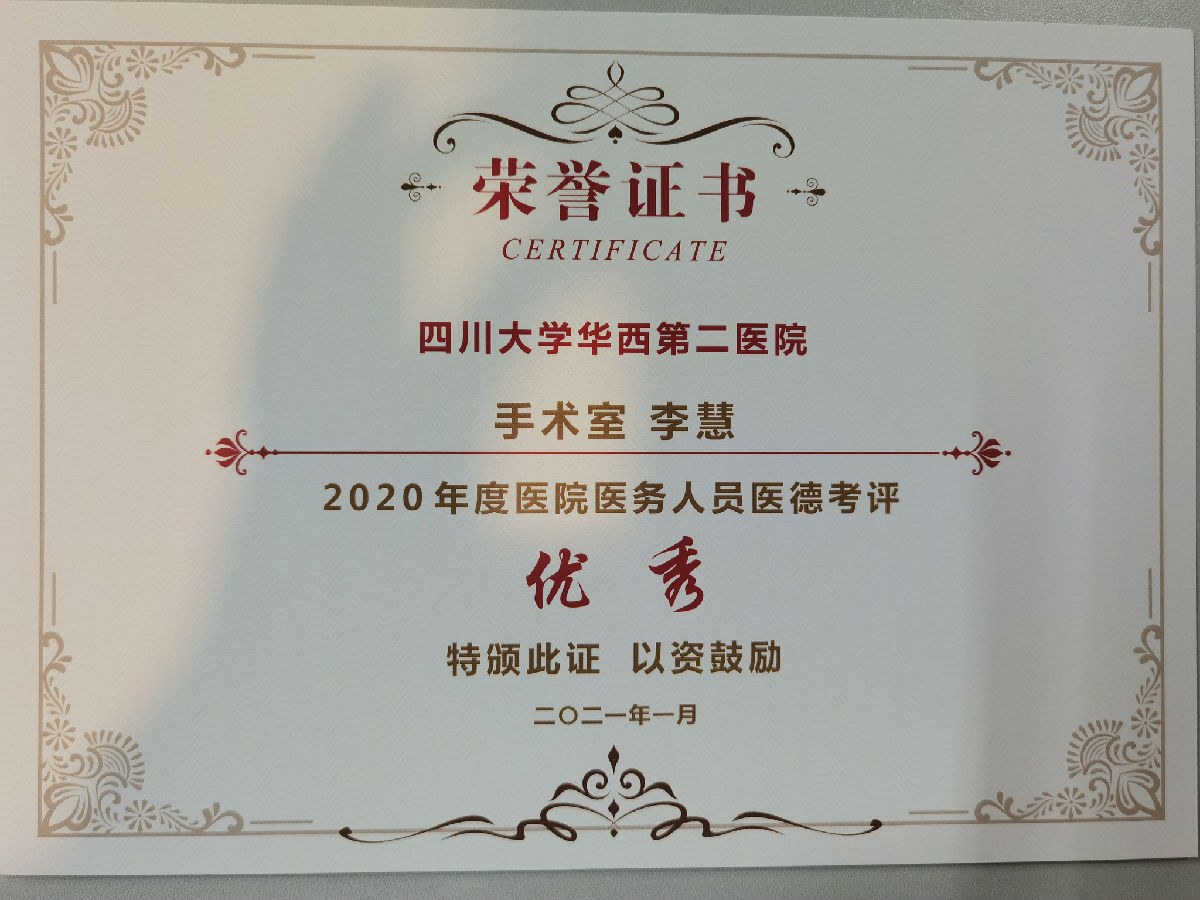 荣誉证书
CERTIFICATE
四川大学华西第二医院
手术室 李慧
2020年度医院医务人员医德考评
优秀
特颁此证 以资鼓励
二〇二一年一月